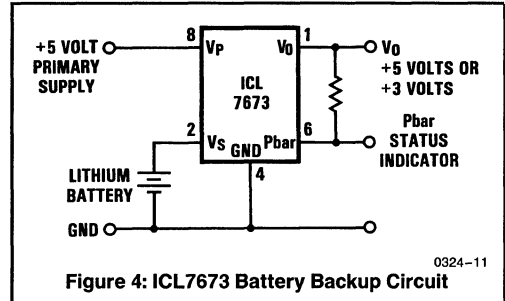 8
1
+5 VOLT
PRIMARY
SUPPLY
VP
VO
VO
+5 VOLTS OR
+3 VOLTS
ICL
7673
2
6
VS
GND
Pbar
4
Pbar
STATUS
INDICATOR
LITHIUM
BATTERY
GND
0324-11
Figure 4: ICL7673 Battery Backup Circuit